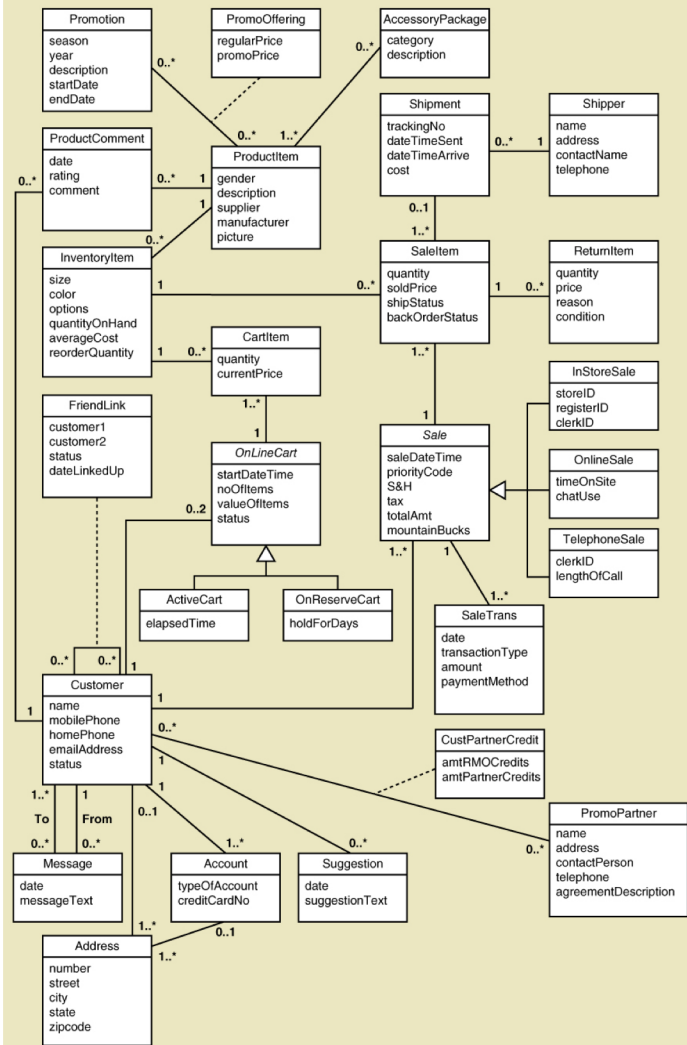 Promotion
season
year
description
startDate
endDate
PromoOffering
regularPrice
promoPrice
AccessoryPackage
category
description
0..*
0..*
0..*
1..*
Shipment
trackingNo
dateTimeSent
dateTimeArrive
cost
0..*
1
Shipper
name
address
contactName
telephone
ProductComment
date
rating
comment
0..*
0..*
1
ProductItem
gender
description
supplier
manufacturer
picture
1
0..*
0..1
1..*
InventoryItem
size
color
options
quantityOnHand
averageCost
reorderQuantity
1
0..*
SaleItem
quantity
soldPrice
shipStatus
backOrderStatus
1
0..*
ReturnItem
quantity
price
reason
condition
1
0..*
CartItem
quantity
currentPrice
1..*
1
1..*
1
FriendLink
customer1
customer2
status
dateLinkedUp
OnLineCart
startDateTime
noOfItems
valueOfItems
status
0..2
Sale
saleDateTime
priorityCode
S&H
tax
totalAmt
mountainBucks
InStoreSale
storeID
registerID
clerkID
OnlineSale
timeOnSite
chatUse
TelephoneSale
clerkID
lengthOfCall
1..*
1
1..*
ActiveCart
elapsedTime
OnReserveCart
holdForDays
SaleTrans
date
transactionType
amount
paymentMethod
0..*
0..*
1
1
Customer
name
mobilePhone
homePhone
emailAddress
status
1
0..*
1
CustPartnerCredit
amtRMOCredits
amtPartnerCredits
1..*
1
0..1
1
To
From
0..*
0..*
1..*
0..*
0..*
PromoPartner
name
address
contactPerson
telephone
agreementDescription
Message
date
messageText
Account
typeOfAccount
creditCardNo
Suggestion
date
suggestionText
1..*
0..1
1..*
Address
number
street
city
state
zipcode